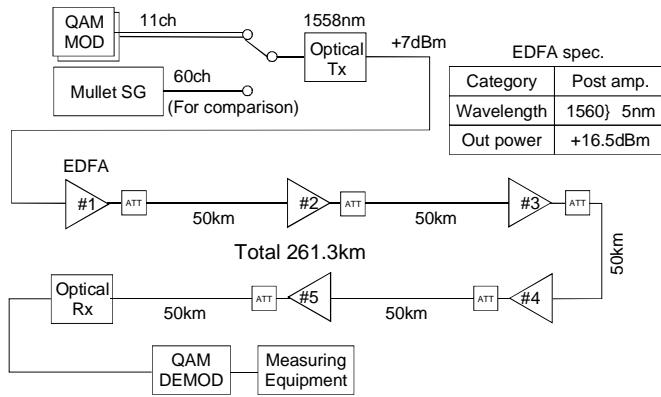 QAM
MOD
11ch
1558nm
Optical
Tx
+7dBm
Mullet SG
60ch
(For comparison)
EDFA spec.
Category Post amp.
Wavelength 1560} 5nm
Out power +16.5dBm
EDFA
#1
ATT
50km
#2
ATT
50km
#3
ATT
50km
Total 261.3km
Optical
Rx
50km
ATT
#5
50km
ATT
#4
QAM
DEMOD
Measuring
Equipment